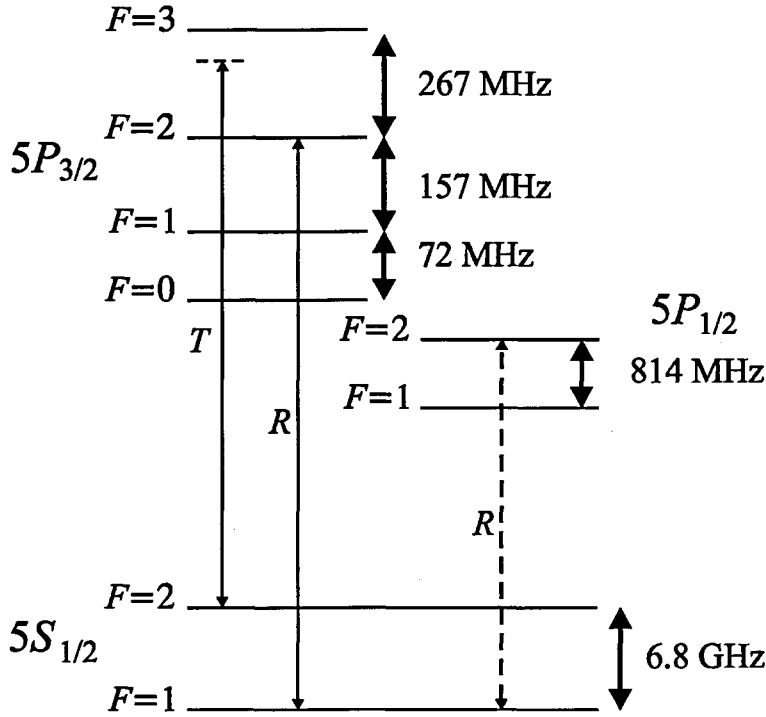 F=3
267 MHz
F=2
5P3/2
157 MHz
F=1
72 MHz
F=0
5P1/2
F=2
T
814 MHz
F=1
R
R
F=2
5S1/2
6.8 GHz
F=1